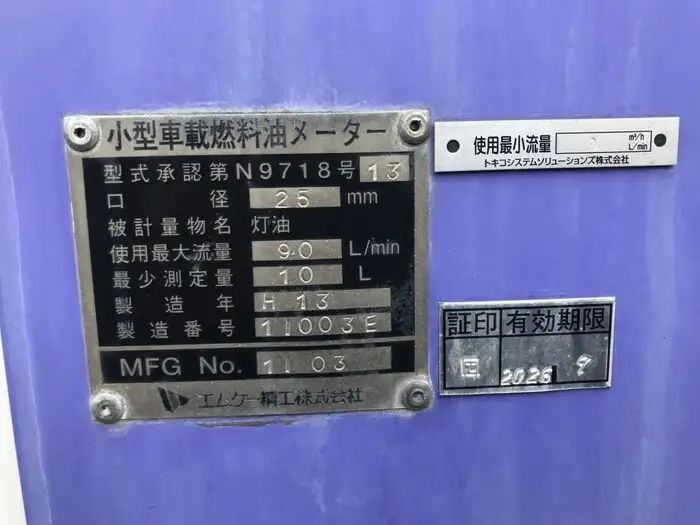 小型車載燃料油メーター
型式承認第N9718号 13
口径 25 mm
被計量物名 灯油
使用最大流量 90 L/min
最少測定量 10 L
製造年 H 13
製造番号 11003E
MFG No. 11 03
エムケー精工株式会社
使用最小流量 m³/h L/min
トキコシステムソリューションズ株式会社
証印 有効期限
2026 9